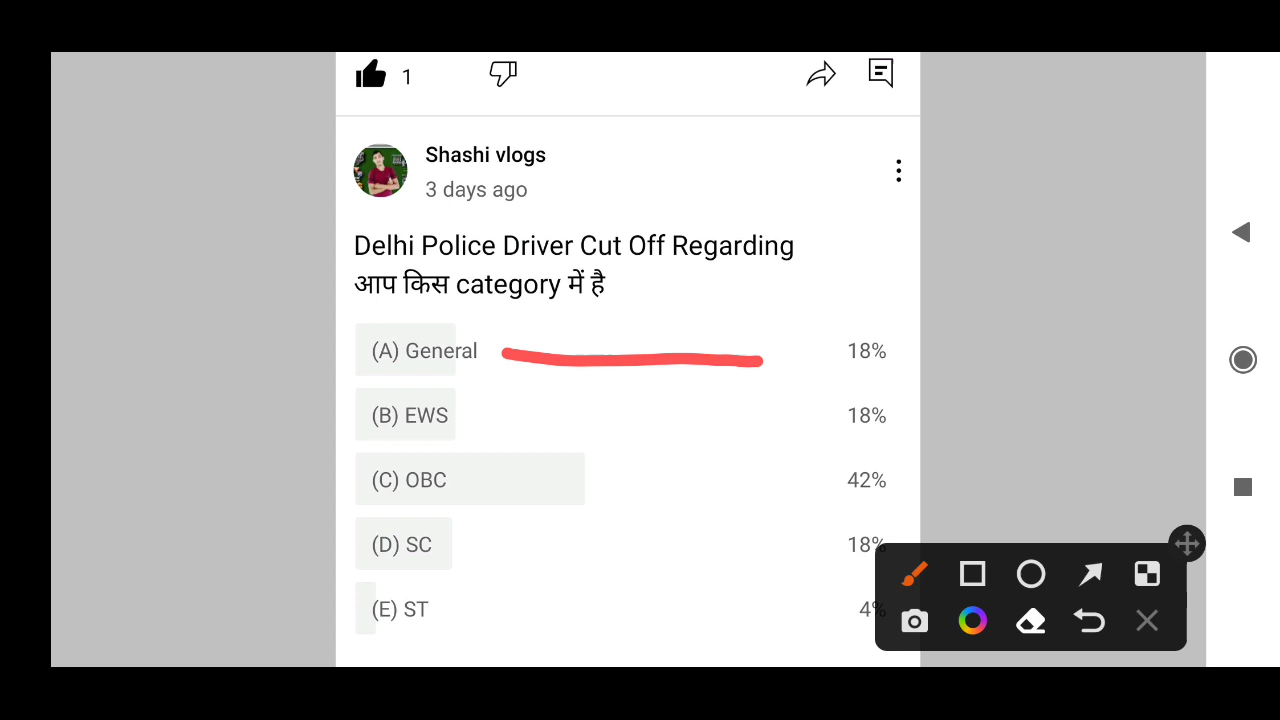 1
Shashi vlogs
3 days ago
Delhi Police Driver Cut Off Regarding
आप किस category में है
(A) General 18%
(B) EWS 18%
(C) OBC 42%
(D) SC 18%
(E) ST 4%